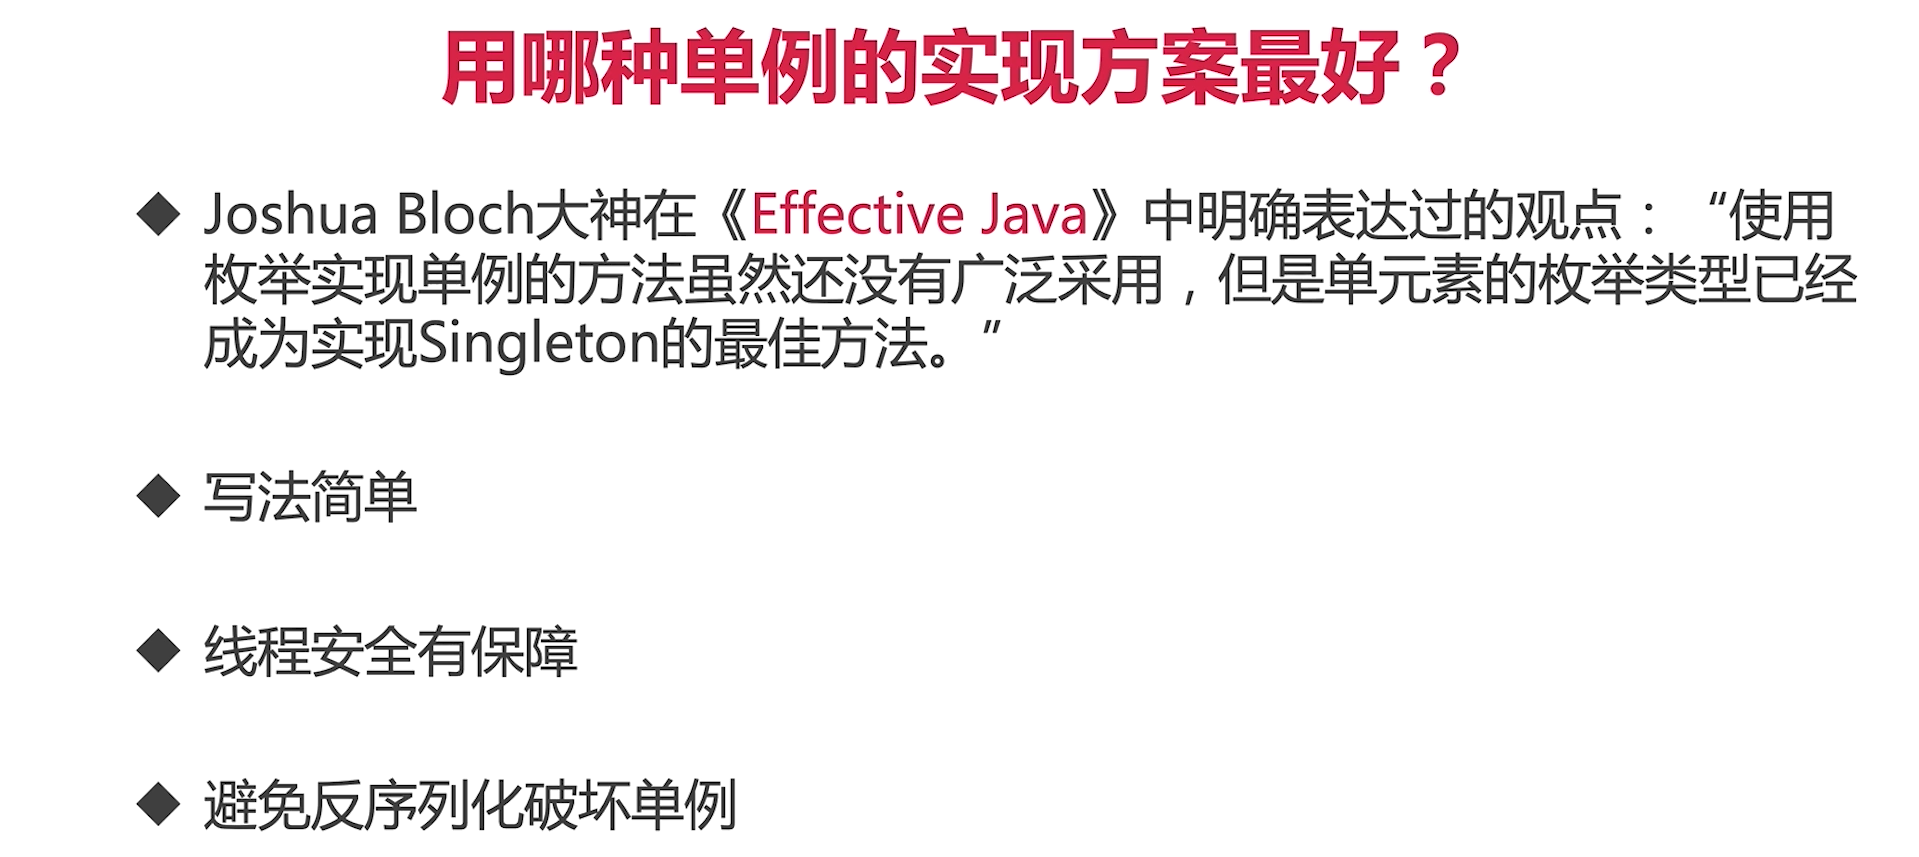 用哪种单例的实现方案最好？
◆ Joshua Bloch大神在《Effective Java》中明确表达过的观点：“使用
枚举实现单例的方法虽然还没有广泛采用，但是单元素的枚举类型已经
成为实现Singleton的最佳方法。”
◆ 写法简单
◆ 线程安全有保障
◆ 避免反序列化破坏单例